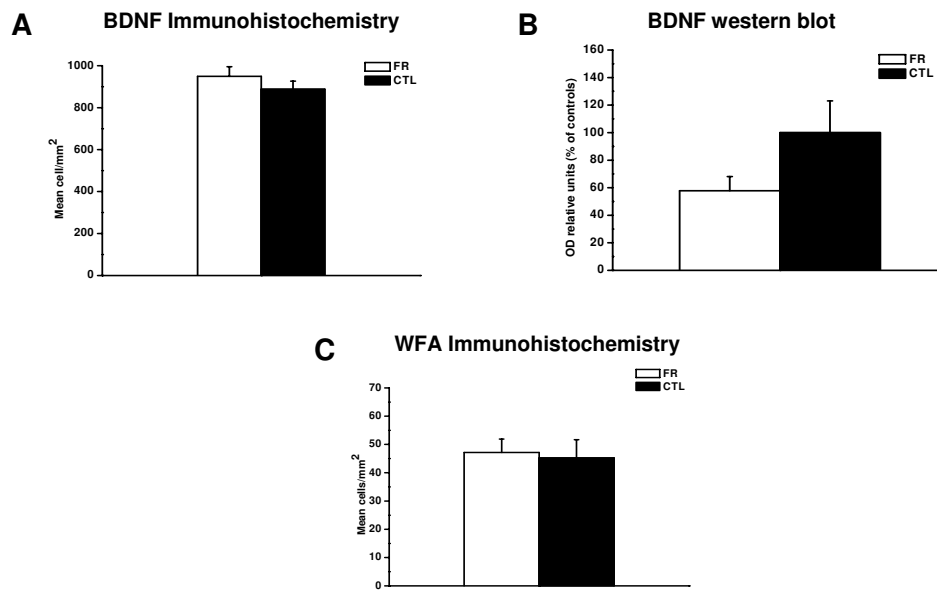 A
BDNF Immunohistochemistry
FR
CTL
1000
800
600
400
200
0
Mean cell/mm²
B
BDNF western blot
FR
CTL
160
140
120
100
80
60
40
20
0
OD relative units (% of controls)
C
WFA Immunohistochemistry
FR
CTL
70
60
50
40
30
20
10
0
Mean cells/mm²